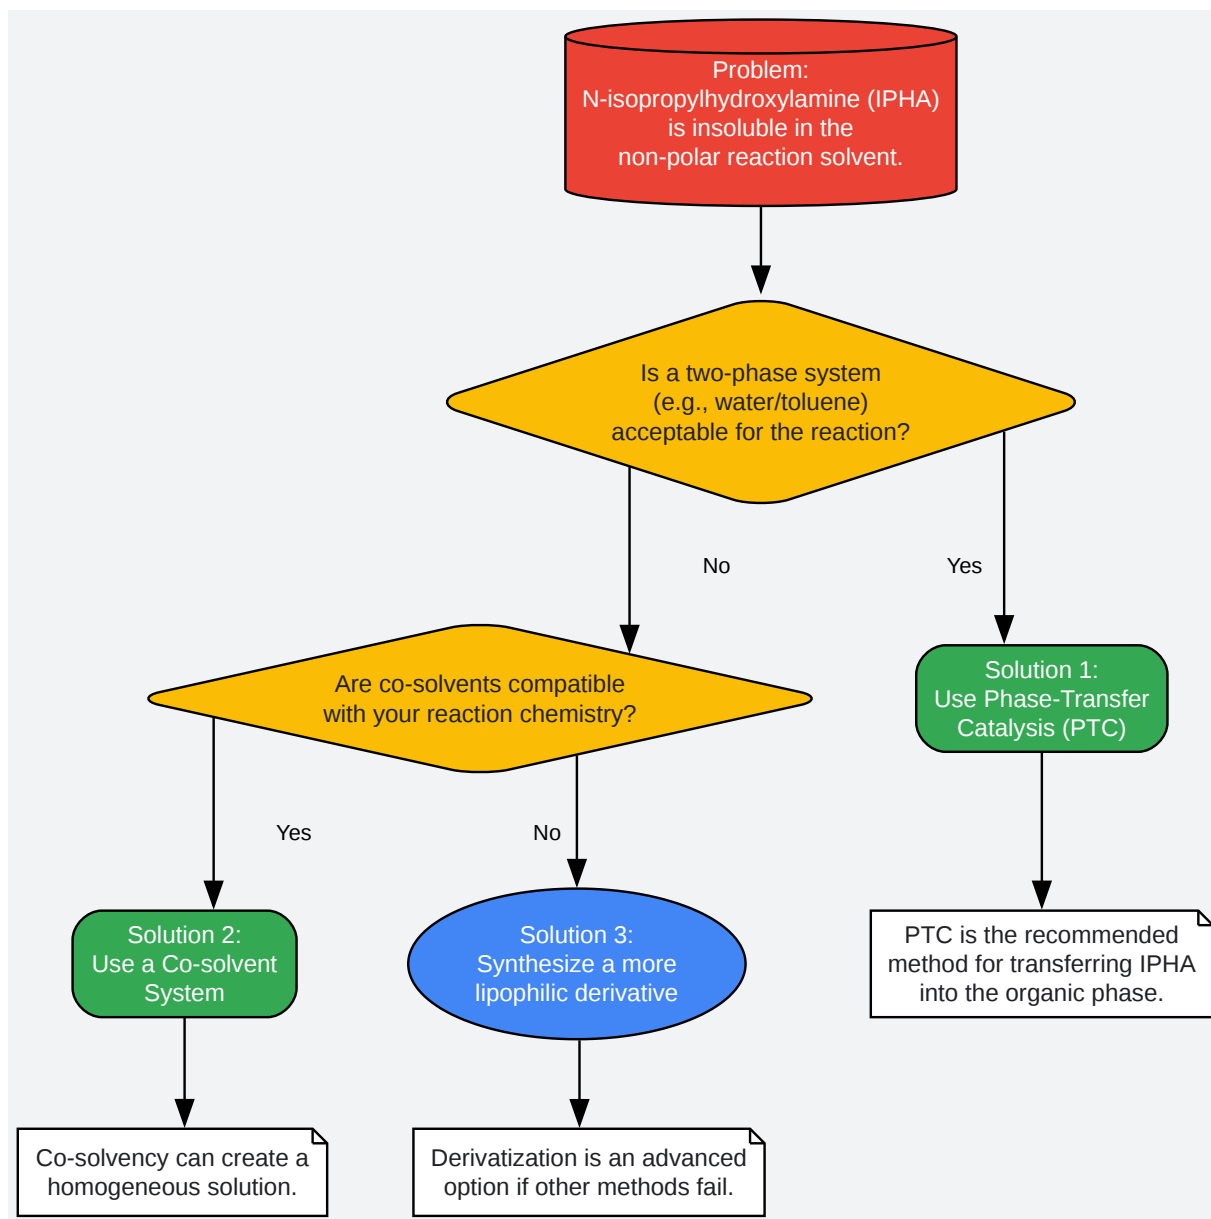 Problem:
N-isopropylhydroxylamine (IPHA)
is insoluble in the
non-polar reaction solvent.
Is a two-phase system
(e.g., water/toluene)
acceptable for the reaction?
No
Yes
Are co-solvents compatible
with your reaction chemistry?
Solution 1:
Use Phase-Transfer
Catalysis (PTC)
Yes
No
Solution 2:
Use a Co-solvent
System
Solution 3:
Synthesize a more
lipophilic derivative
PTC is the recommended
method for transferring IPHA
into the organic phase.
Co-solvency can create a
homogeneous solution.
Derivatization is an advanced
option if other methods fail.